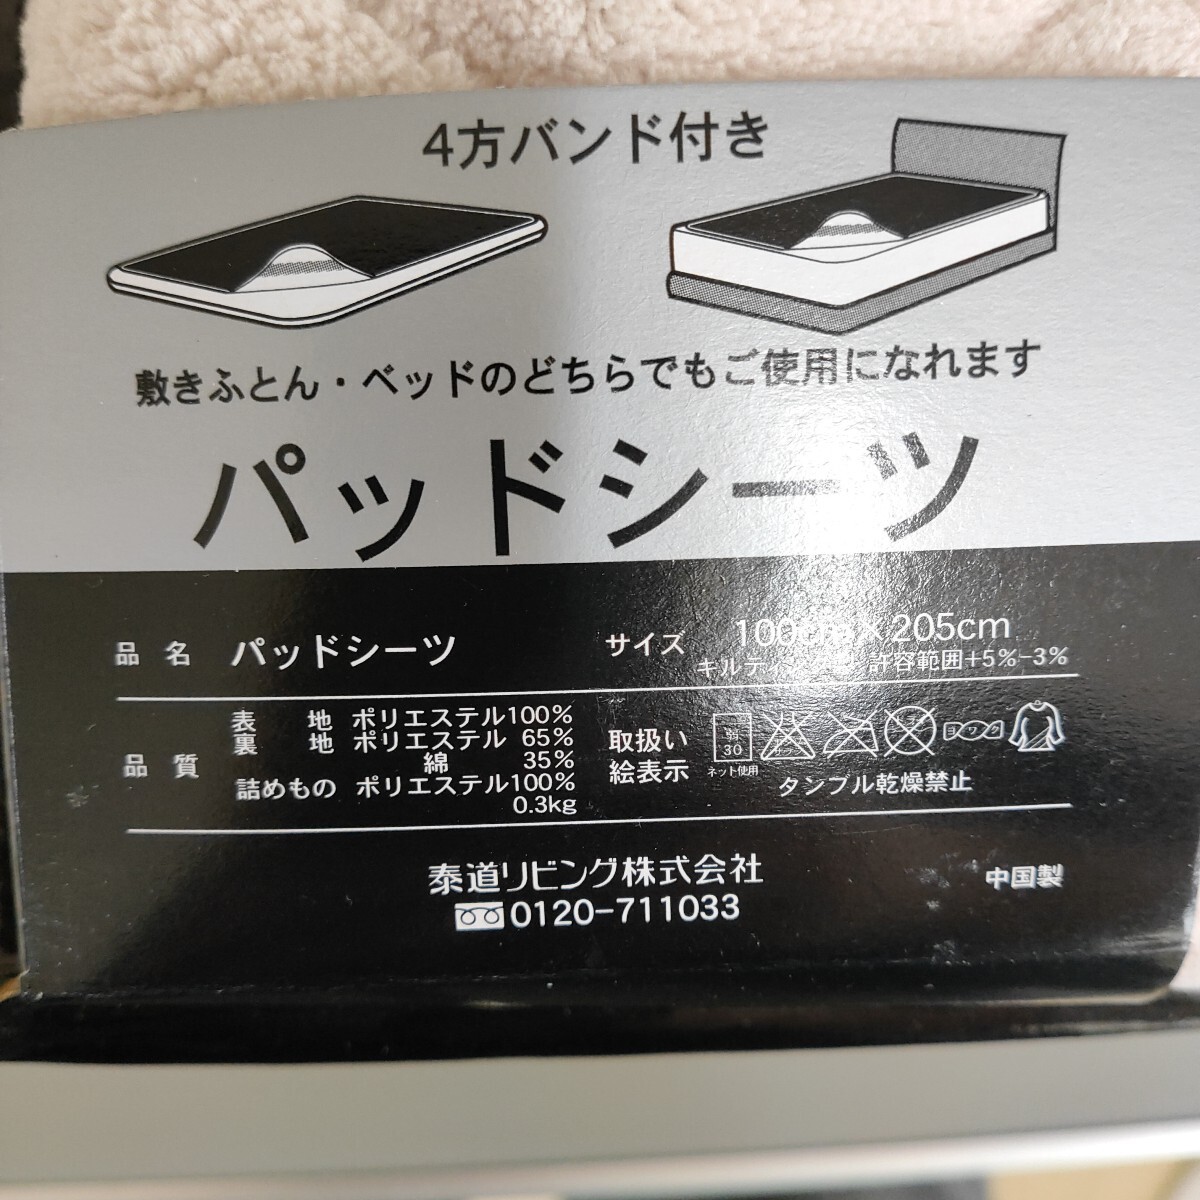 4方バンド付き
敷きふとん・ベッドのどちらでもご使用になれます
パッドシーツ
品名 パッドシーツ
サイズ 100cm×205cm
許容範囲+5%-3%
品質
表地 ポリエステル100%
裏地 ポリエステル 65%
綿 35%
詰めもの ポリエステル100%
0.3kg
取扱い
絵表示
弱
30
ネット使用
ヨワク
タンブル乾燥禁止
泰道リビング株式会社
0120-711033
中国製